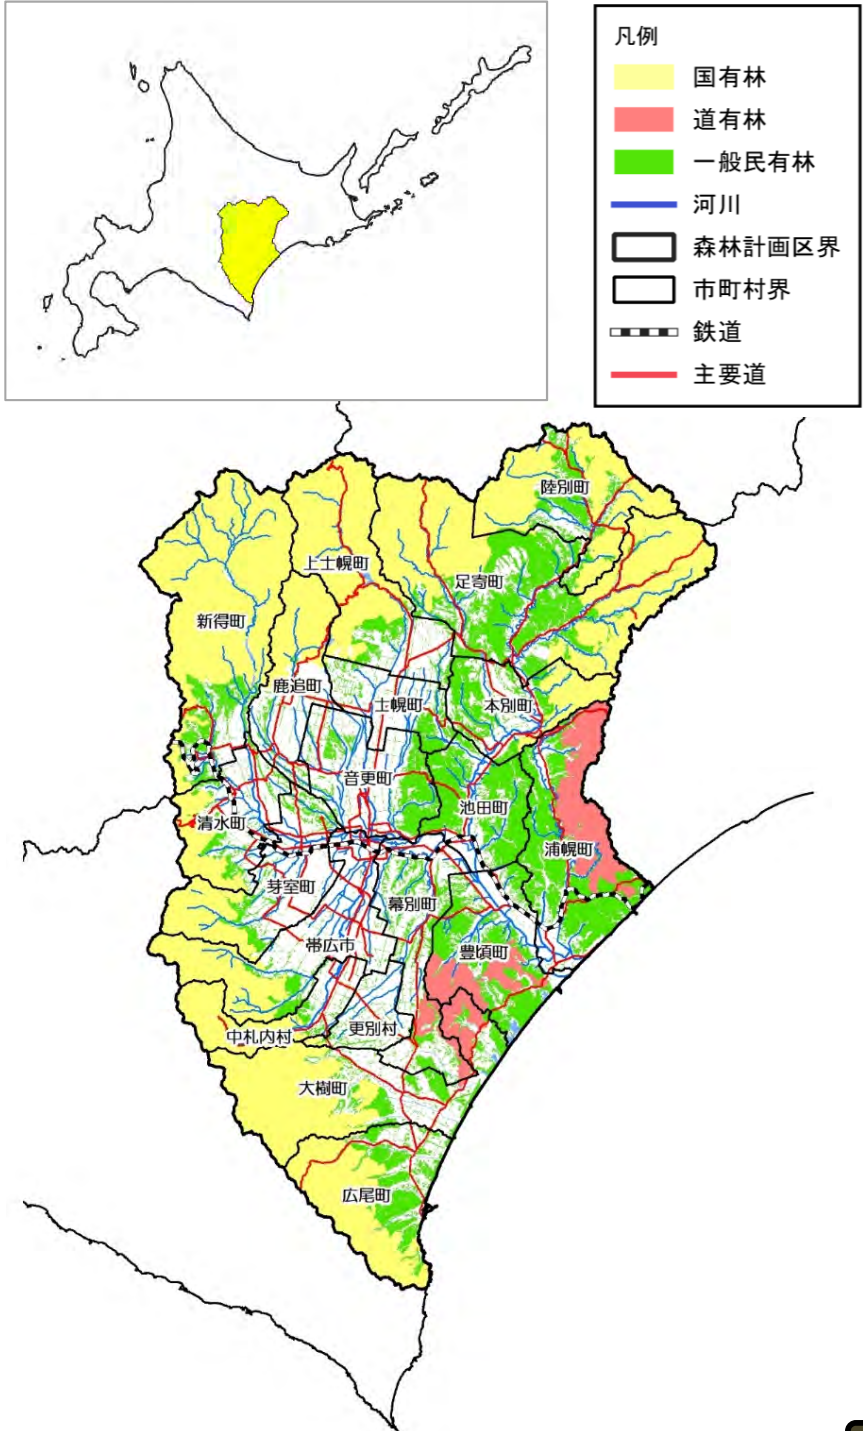 凡例
国有林
道有林
一般民有林
河川
森林計画区界
市町村界
鉄道
主要道
陸別町
上士幌町
足寄町
新得町
鹿追町
士幌町
本別町
音更町
池田町
清水町
浦幌町
芽室町
幕別町
帯広市
豊頃町
更別村
中札内村
大樹町
広尾町